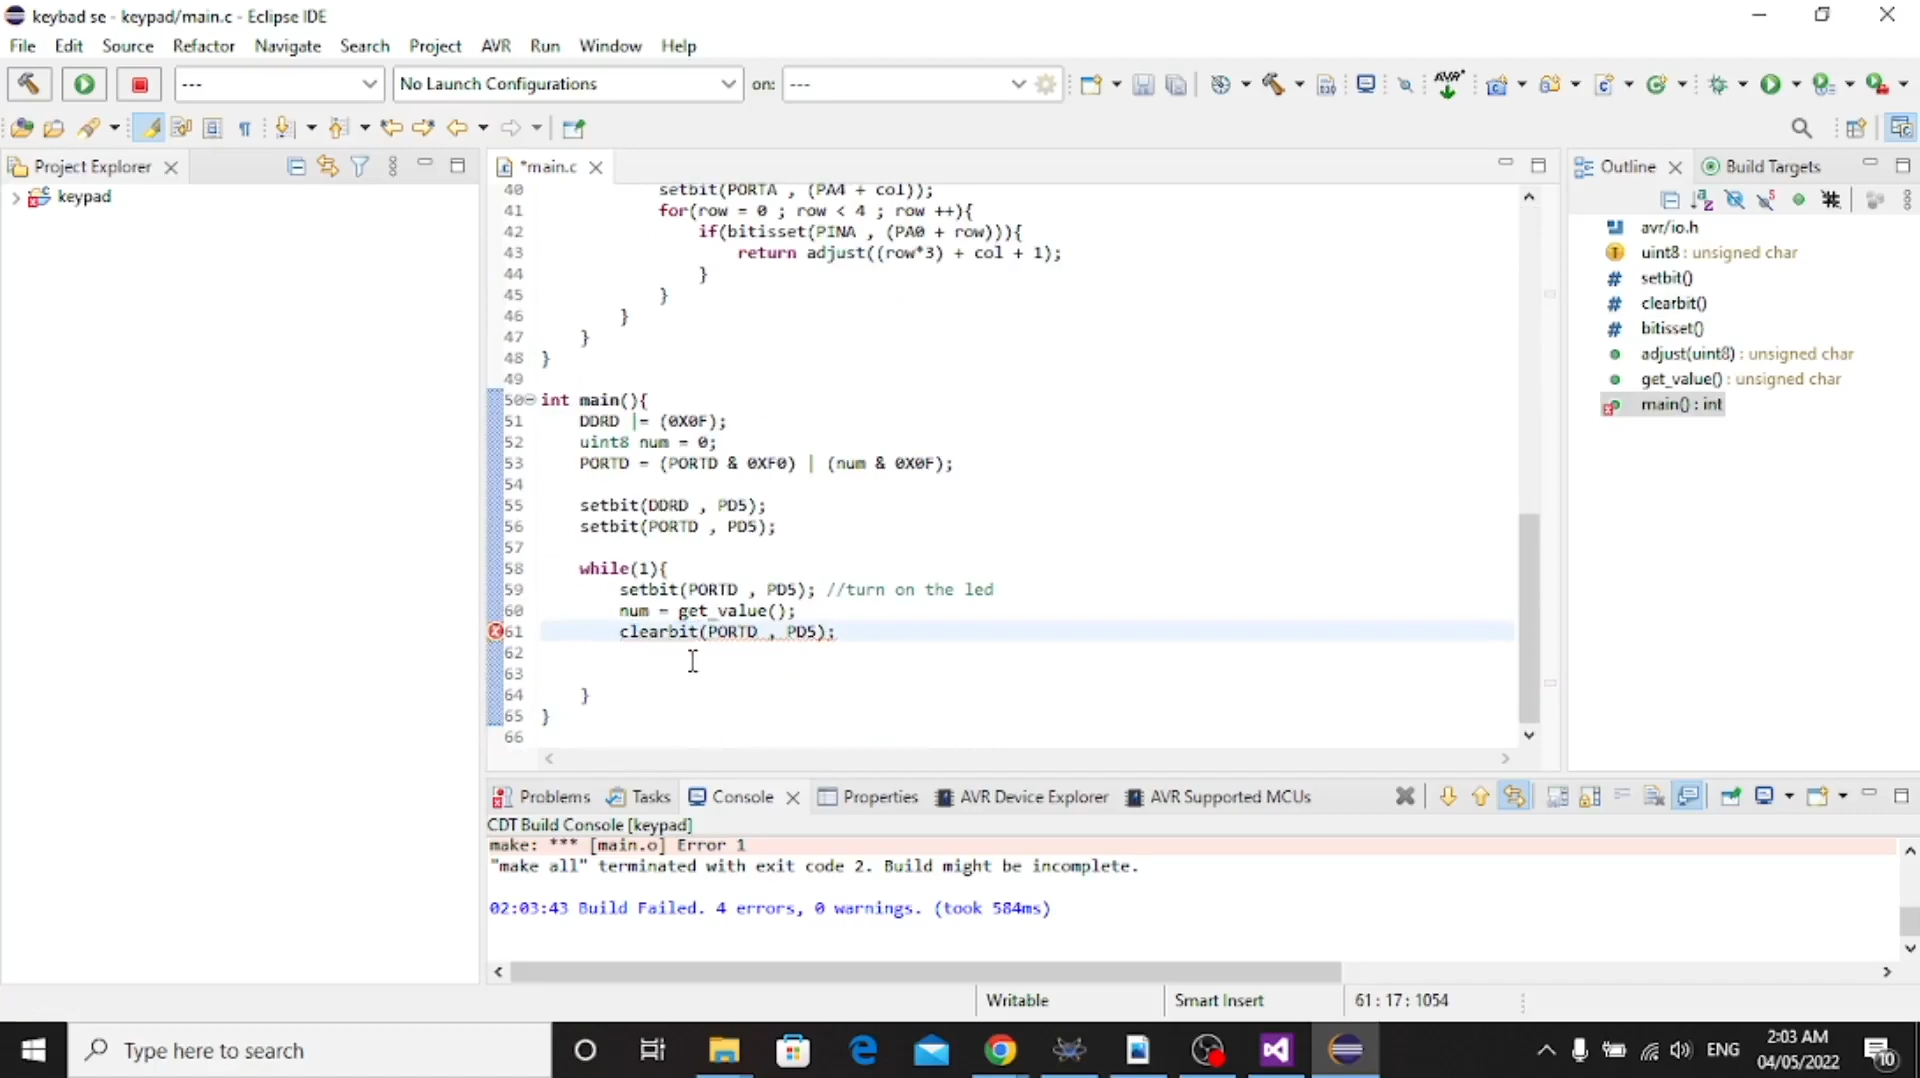 keybad se - keypad/main.c - Eclipse IDE
File Edit Source Refactor Navigate Search Project AVR Run Window Help
--- No Launch Configurations on: --- AVR
Project Explorer
keypad
*main.c
40 setbit(PORTA , (PA4 + col));
41 for(row = 0 ; row < 4 ; row ++){
42 if(bitisset(PINA , (PA0 + row))){
43 return adjust((row*3) + col + 1);
44 }
45 }
46 }
47 }
48 }
49
50 int main(){
51 DDRD |= (0X0F);
52 uint8 num = 0;
53 PORTD = (PORTD & 0XF0) | (num & 0X0F);
54
55 setbit(DDRD , PD5);
56 setbit(PORTD , PD5);
57
58 while(1){
59 setbit(PORTD , PD5); //turn on the led
60 num = get_value();
61 clearbit(PORTD , PD5);
62
63
64 }
65 }
66
Outline Build Targets
avr/io.h
uint8 : unsigned char
setbit()
clearbit()
bitisset()
adjust(uint8) : unsigned char
get_value() : unsigned char
main() : int
Problems Tasks Console Properties AVR Device Explorer AVR Supported MCUs
CDT Build Console [keypad]
make: *** [main.o] Error 1
"make all" terminated with exit code 2. Build might be incomplete.
02:03:43 Build Failed. 4 errors, 0 warnings. (took 584ms)
Writable Smart Insert 61 : 17 : 1054
Type here to search
ENG
2:03 AM
04/05/2022
10